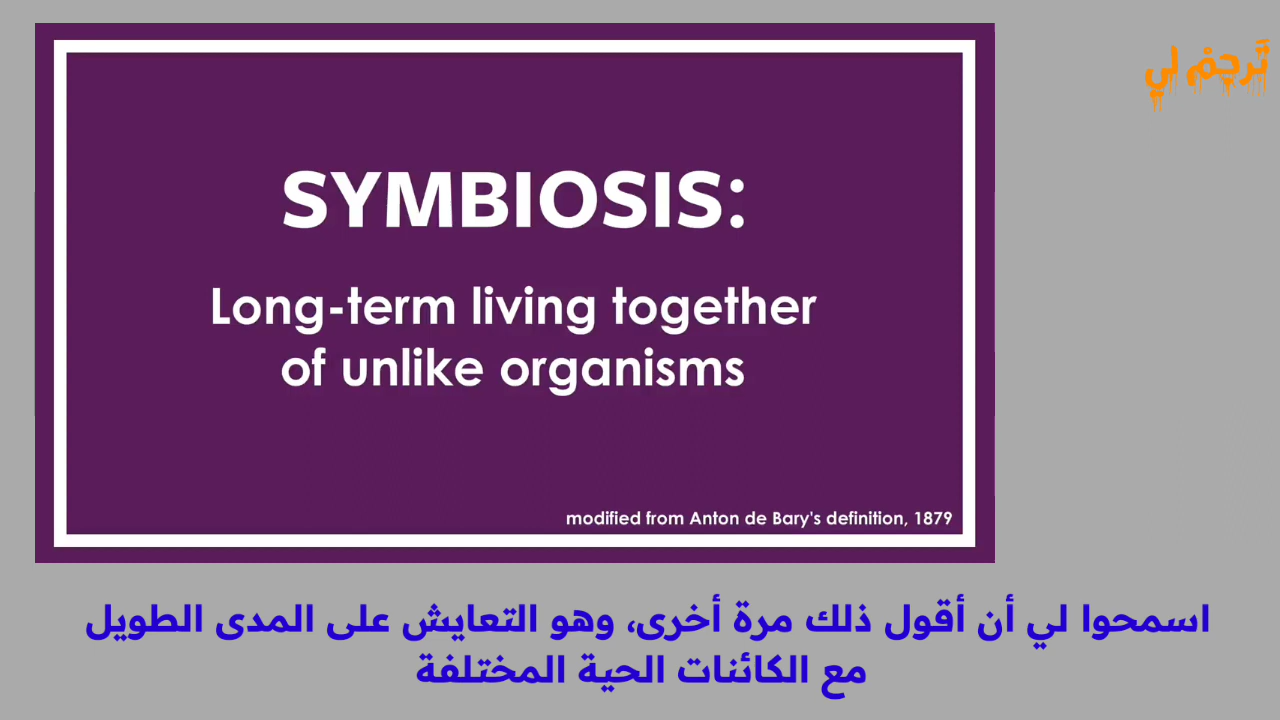 تَّرجِمْ لي
SYMBIOSIS:
Long-term living together
of unlike organisms
modified from Anton de Bary's definition, 1879
اسمحوا لي أن أقول ذلك مرة أخرى، وهو التعايش على المدى الطويل
مع الكائنات الحية المختلفة